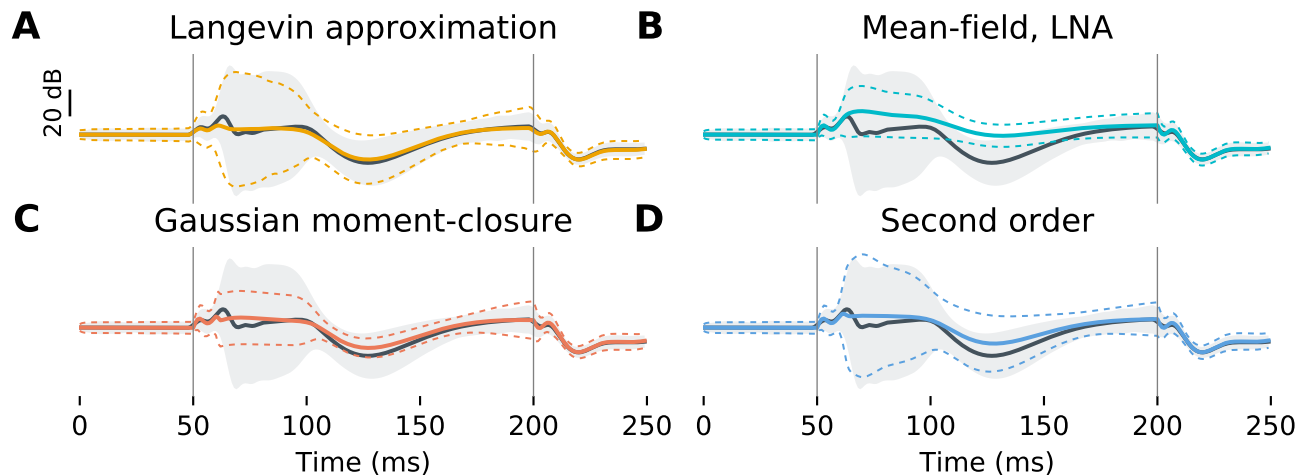 A Langevin approximation
B Mean-field, LNA
20 dB
C Gaussian moment-closure
D Second order
0 50 100 150 200 250
0 50 100 150 200 250
Time (ms)
Time (ms)